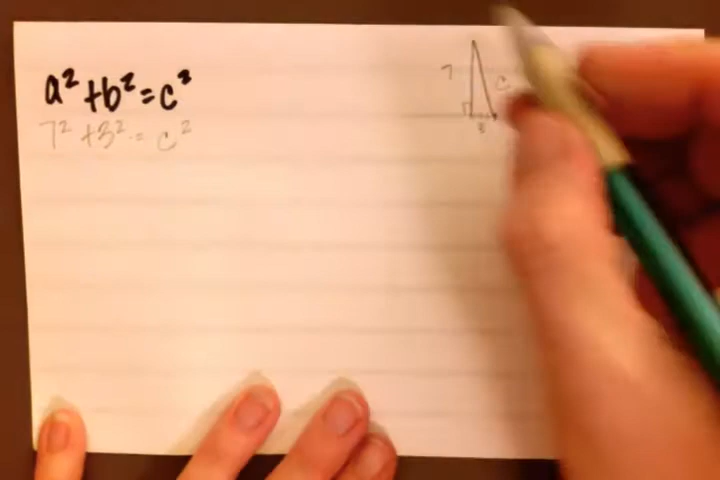 a² + b² = c²
7² + 3² = c²
7
c
3